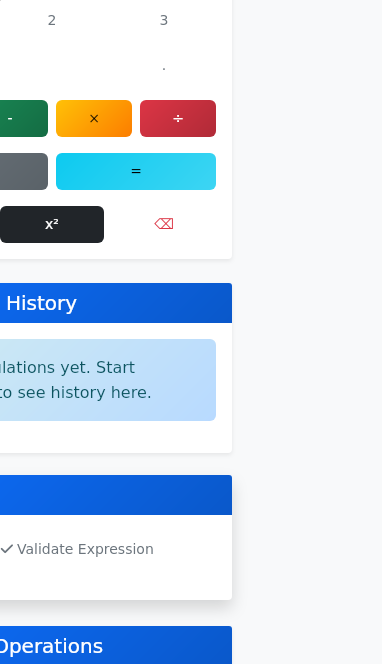 2 3
.
- × ÷
=
x² ⌫
History
lations yet. Start
to see history here.
Validate Expression
Operations